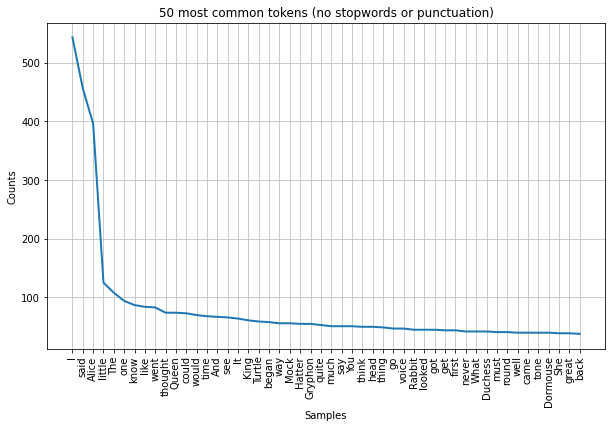 50 most common tokens (no stopwords or punctuation)
Counts
500
400
300
200
100
I
said
Alice
little
The
one
know
like
went
thought
Queen
could
would
time
And
see
It
King
Turtle
began
way
Mock
Hatter
Gryphon
quite
much
say
You
think
head
thing
go
voice
Rabbit
looked
got
get
first
never
What
Duchess
must
round
well
came
tone
Dormouse
She
great
back
Samples